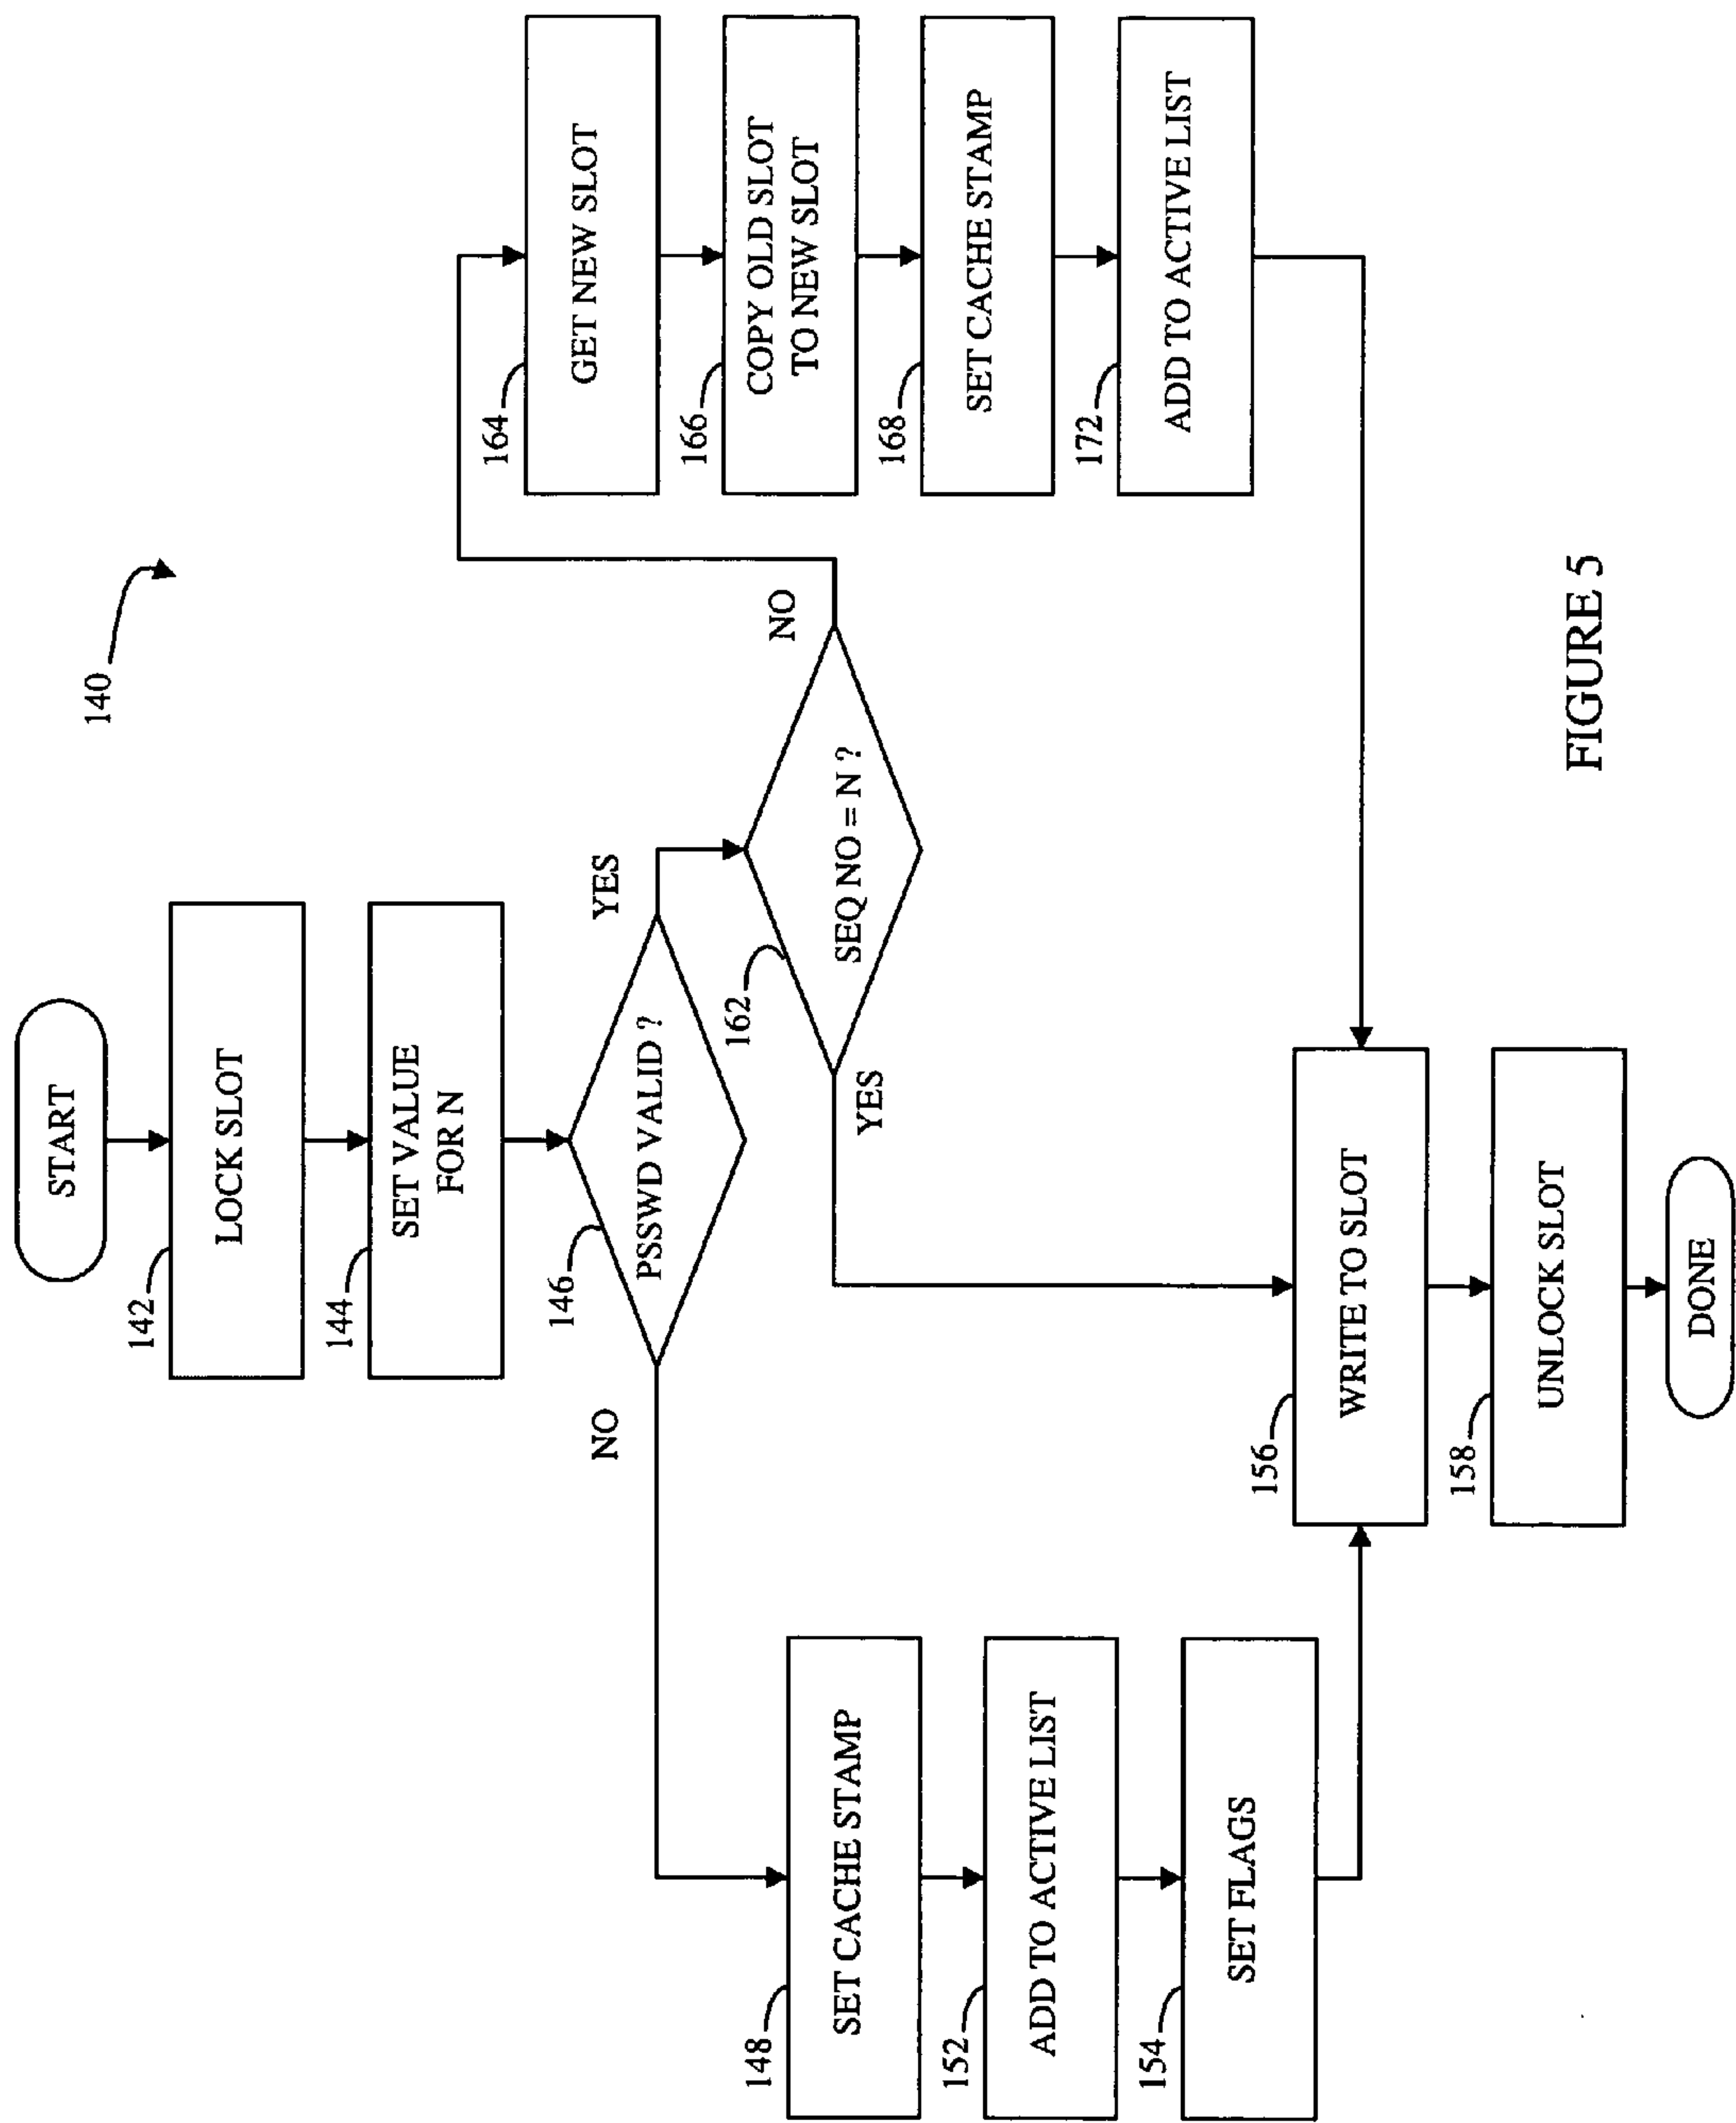 140
START
142
LOCK SLOT
144
SET VALUE
FOR N
146
PSSWD VALID ?
NO
YES
148
SET CACHE STAMP
152
ADD TO ACTIVE LIST
154
SET FLAGS
162
SEQ NO = N ?
YES
NO
164
GET NEW SLOT
166
COPY OLD SLOT
TO NEW SLOT
168
SET CACHE STAMP
172
ADD TO ACTIVE LIST
156
WRITE TO SLOT
158
UNLOCK SLOT
DONE
FIGURE 5